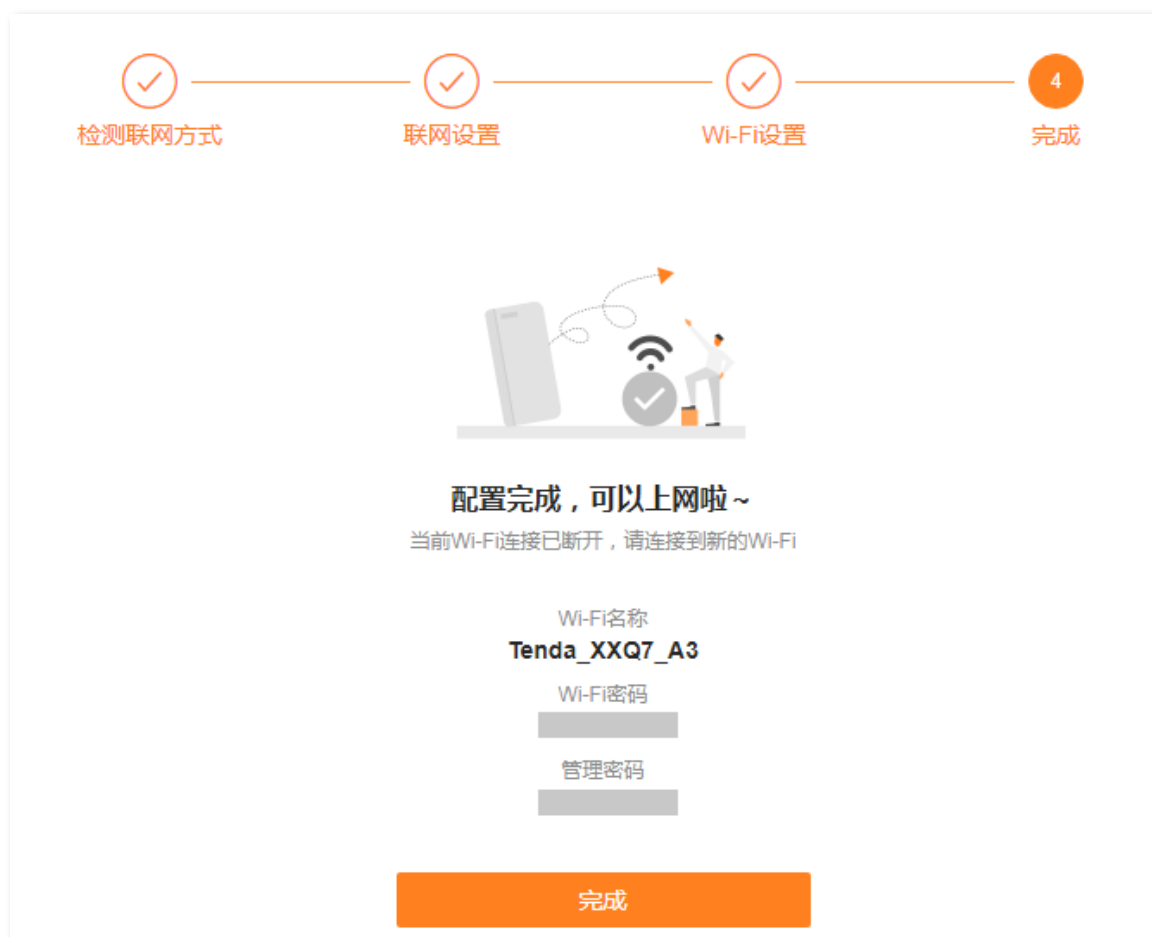 4
检测联网方式
联网设置
Wi-Fi设置
完成
配置完成，可以上网啦～
当前Wi-Fi连接已断开，请连接到新的Wi-Fi
Wi-Fi名称
Tenda_XXQ7_A3
Wi-Fi密码
管理密码
完成